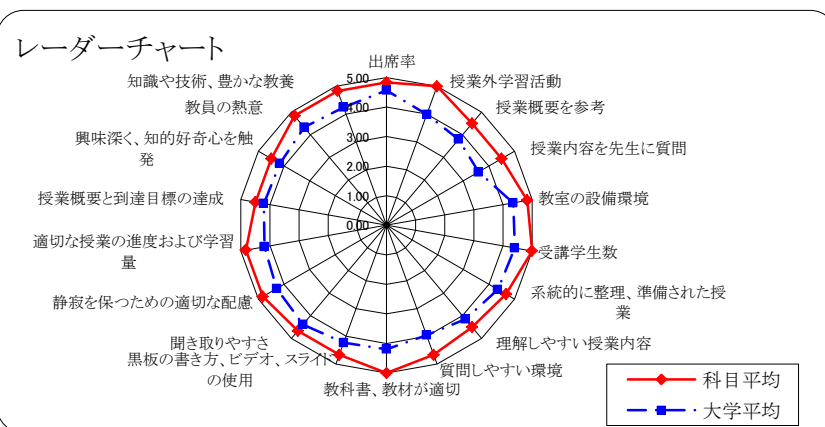 レーダーチャート
出席率
授業外学習活動
授業概要を参考
授業内容を先生に質問
教室の設備環境
受講学生数
系統的に整理、準備された授
業
理解しやすい授業内容
質問しやすい環境
教科書、教材が適切
黒板の書き方、ビデオ、スライド
の使用
聞き取りやすさ
静寂を保つための適切な配慮
適切な授業の進度および学習
量
授業概要と到達目標の達成
興味深く、知的好奇心を触
発
教員の熱意
知識や技術、豊かな教養
5.00
4.00
3.00
2.00
1.00
0.00
科目平均
大学平均